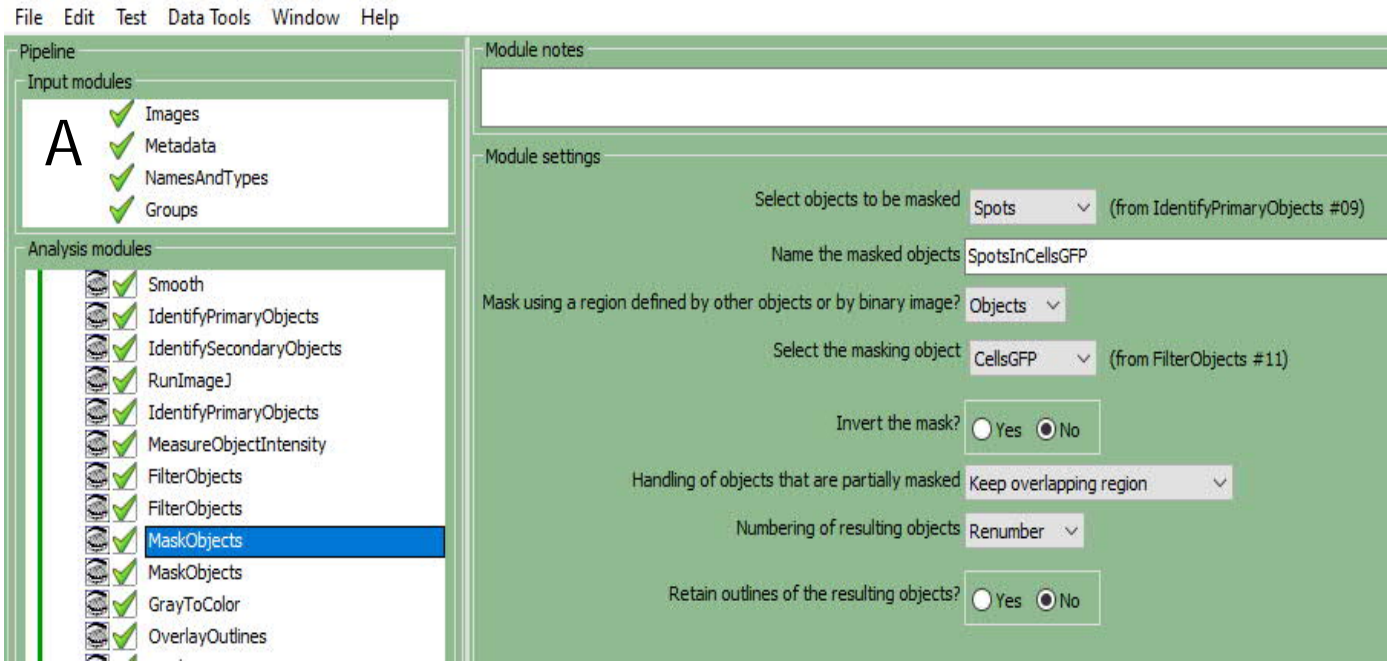 File Edit Test Data Tools Window Help
Pipeline
Input modules
A
Images
Metadata
NamesAndTypes
Groups
Analysis modules
Smooth
IdentifyPrimaryObjects
IdentifySecondaryObjects
RunImageJ
IdentifyPrimaryObjects
MeasureObjectIntensity
FilterObjects
FilterObjects
MaskObjects
MaskObjects
GrayToColor
OverlayOutlines
Module notes
Module settings
Select objects to be masked Spots (from IdentifyPrimaryObjects #09)
Name the masked objects SpotsInCellsGFP
Mask using a region defined by other objects or by binary image? Objects
Select the masking object CellsGFP (from FilterObjects #11)
Invert the mask? Yes No
Handling of objects that are partially masked Keep overlapping region
Numbering of resulting objects Renumber
Retain outlines of the resulting objects? Yes No